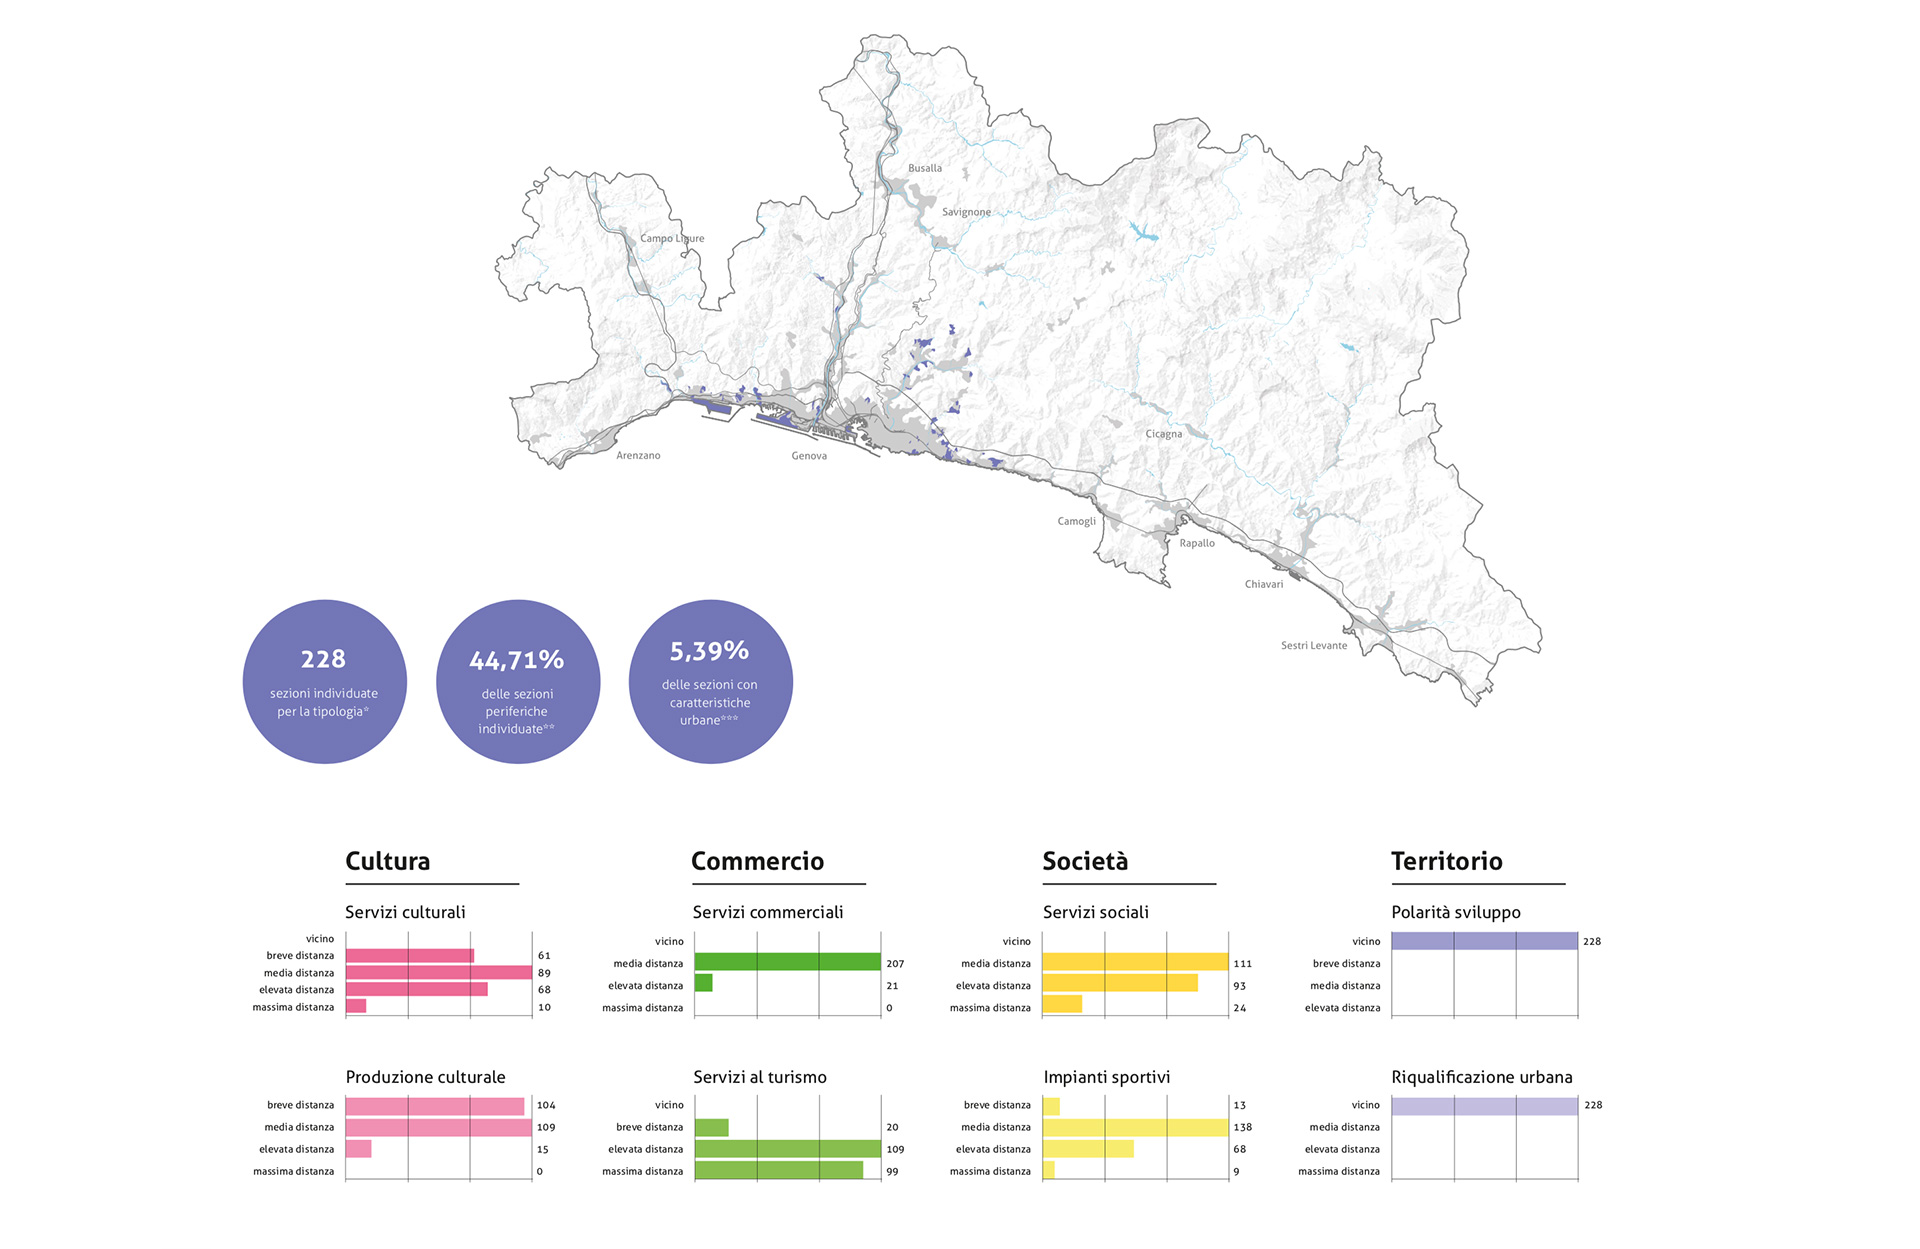 Busalla
Savignone
Campo Ligure
Cicagna
Arenzano
Genova
Camogli
Rapallo
Chiavari
Sestri Levante
228
sezioni individuate
per la tipologia*
44,71%
delle sezioni
periferiche
individuate**
5,39%
delle sezioni con
caratteristiche
urbane***
Cultura
Servizi culturali
vicino
breve distanza 61
media distanza 89
elevata distanza 68
massima distanza 10
Produzione culturale
breve distanza 104
media distanza 109
elevata distanza 15
massima distanza 0
Commercio
Servizi commerciali
vicino
media distanza 207
elevata distanza 21
massima distanza 0
Servizi al turismo
vicino
breve distanza 20
elevata distanza 109
massima distanza 99
Società
Servizi sociali
vicino
media distanza 111
elevata distanza 93
massima distanza 24
Impianti sportivi
breve distanza 13
media distanza 138
elevata distanza 68
massima distanza 9
Territorio
Polarità sviluppo
vicino 228
breve distanza
media distanza
elevata distanza
Riqualificazione urbana
vicino 228
media distanza
elevata distanza
massima distanza